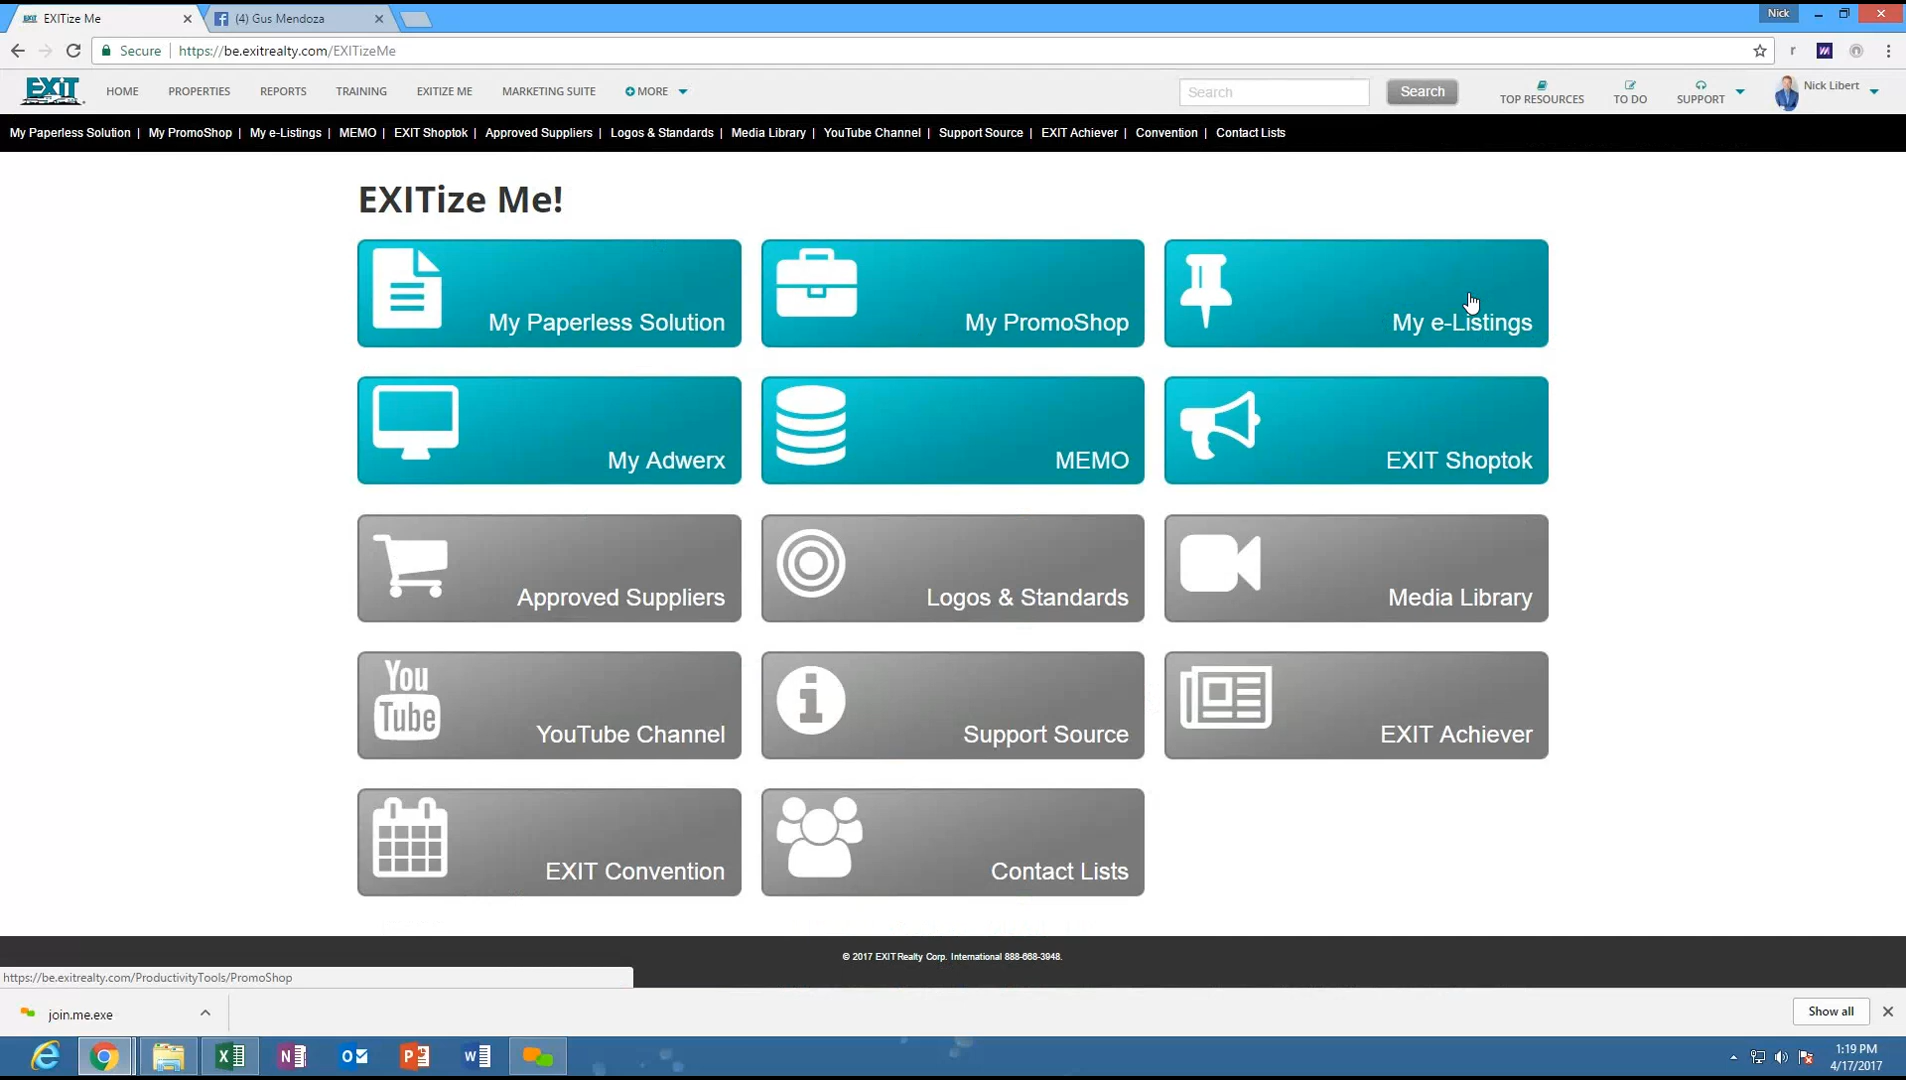 EXITize Me
(4) Gus Mendoza
Nick
Secure
https://be.exitrealty.com/EXITizeMe
EXIT
HOME
PROPERTIES
REPORTS
TRAINING
EXITIZE ME
MARKETING SUITE
MORE
Search
Search
TOP RESOURCES
TO DO
SUPPORT
Nick Libert
My Paperless Solution | My PromoShop | My e-Listings | MEMO | EXIT Shoptok | Approved Suppliers | Logos & Standards | Media Library | YouTube Channel | Support Source | EXIT Achiever | Convention | Contact Lists
EXITize Me!
My Paperless Solution
My PromoShop
My e-Listings
My Adwerx
MEMO
EXIT Shoptok
Approved Suppliers
Logos & Standards
Media Library
You
Tube
YouTube Channel
Support Source
EXIT Achiever
EXIT Convention
Contact Lists
© 2017 EXIT Realty Corp. International 888-668-3948.
https://be.exitrealty.com/ProductivityTools/PromoShop
join.me.exe
Show all
1:19 PM
4/17/2017